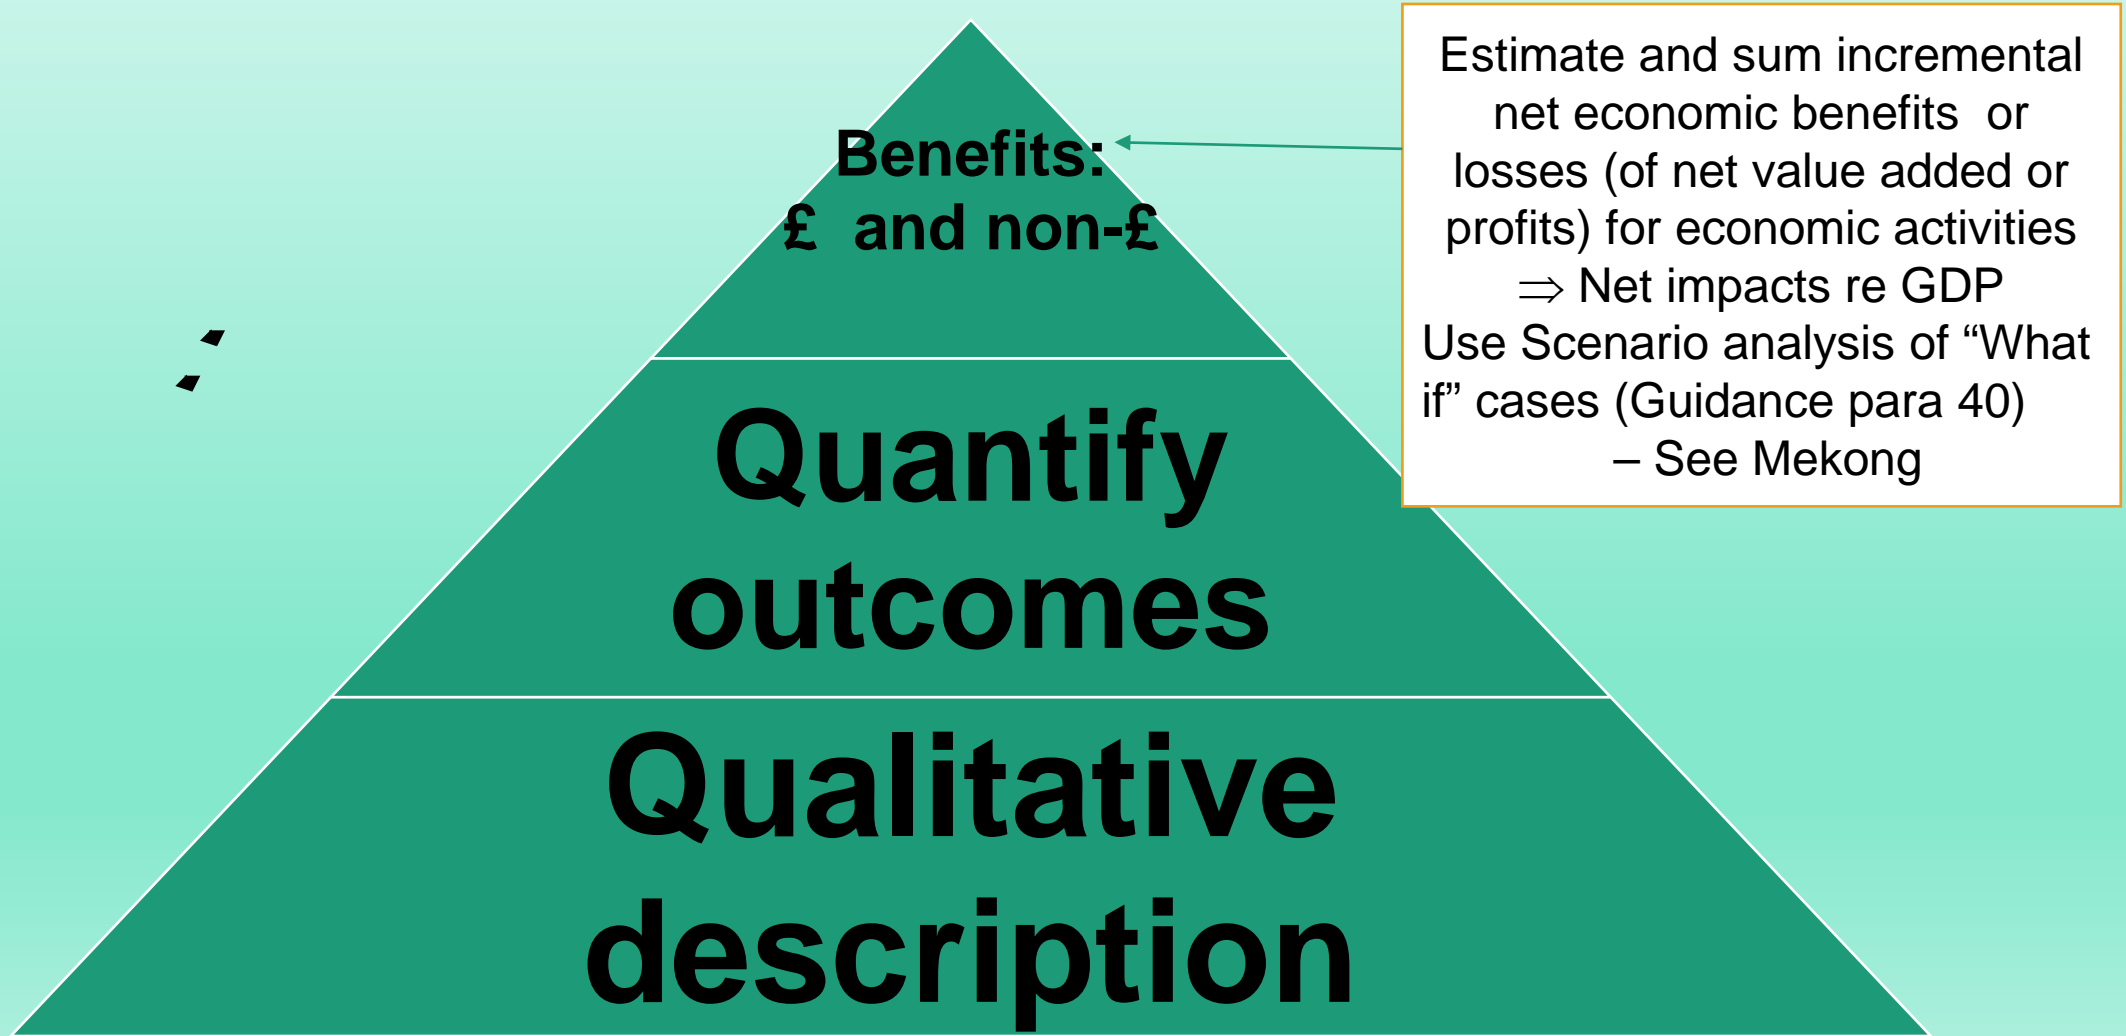 Benefits:
£ and non-£
Quantify
outcomes
Qualitative
description
Estimate and sum incremental
net economic benefits or
losses (of net value added or
profits) for economic activities
⇒ Net impacts re GDP
Use Scenario analysis of “What
if” cases (Guidance para 40)
– See Mekong